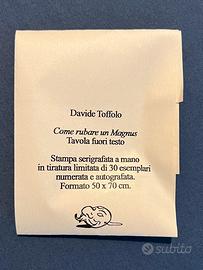 Davide Toffolo
Come rubare un Magnus
Tavola fuori testo
Stampa serigrafata a mano
in tiratura limitata di 30 esemplari
numerata e autografata.
Formato 50 x 70 cm.
subito